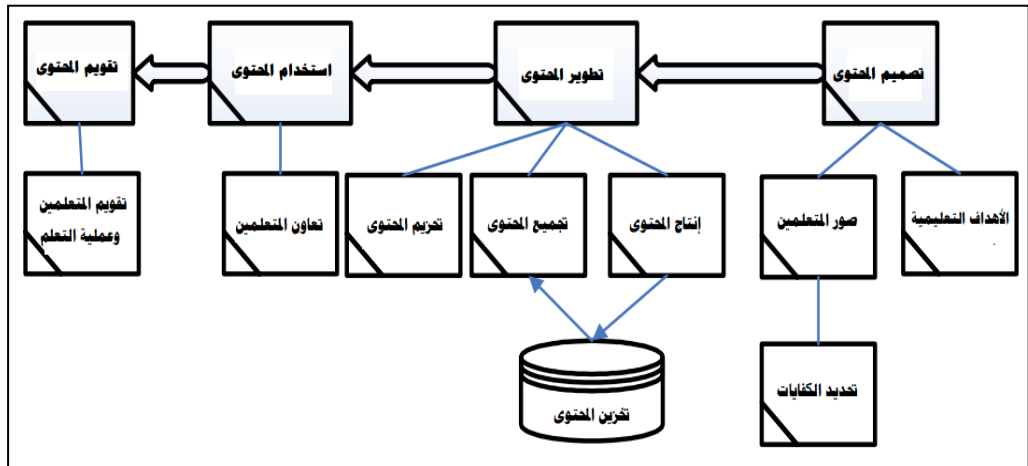 تصميم المحتوى
تطوير المحتوى
استخدام المحتوى
تقويم المحتوى
الأهداف التعليمية
صور المتعلمين
إنتاج المحتوى
تجميع المحتوى
تحزيم المحتوى
تعاون المتعلمين
تقويم المتعلمين
وعملية التعلم
تحديد الكفايات
تخزين المحتوى